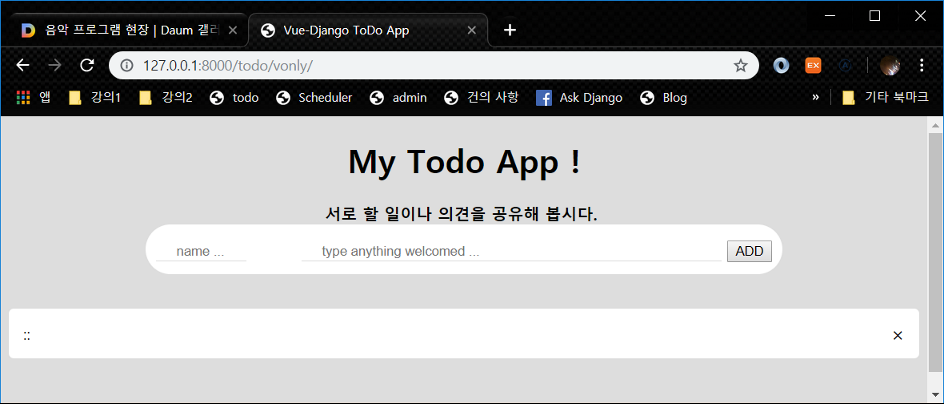 음악 프로그램 현장 | Daum 갤러
Vue-Django ToDo App
127.0.0.1:8000/todo/vonly/
EX
앱 강의1 강의2 todo Scheduler admin 건의 사항 Ask Django Blog » 기타 북마크
My Todo App !
서로 할 일이나 의견을 공유해 봅시다.
name ... type anything welcomed ... ADD
:: ×